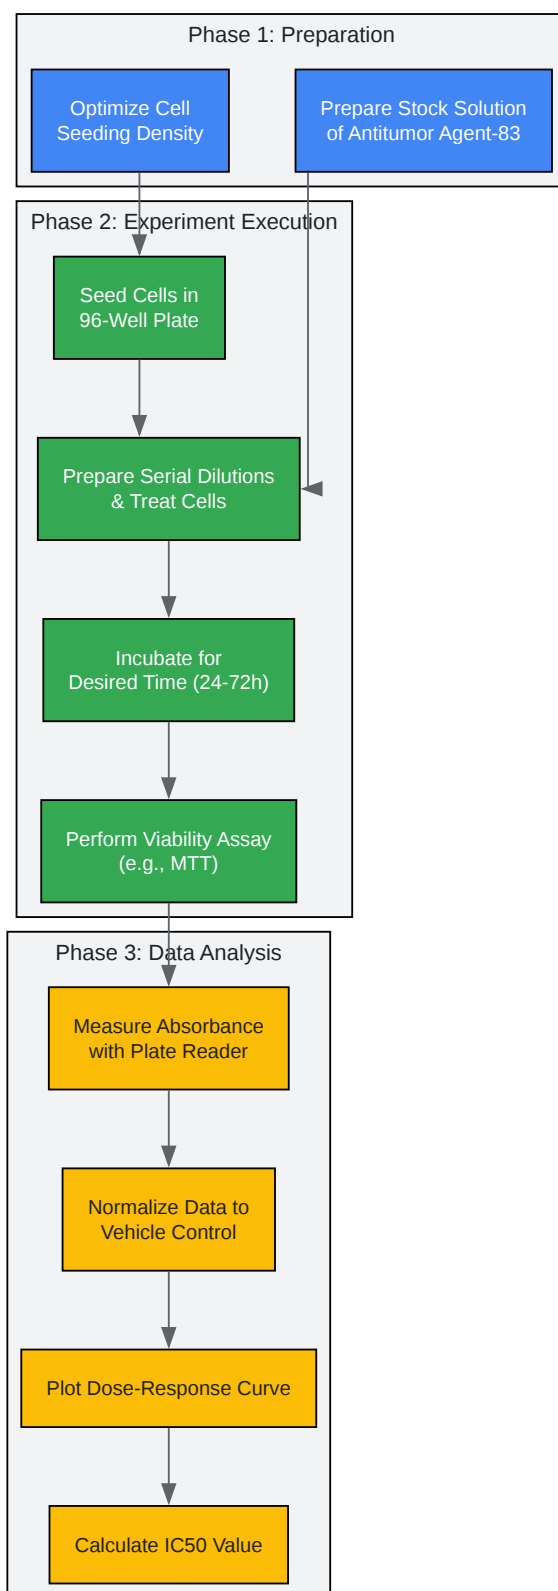 Phase 1: Preparation
Optimize Cell
Seeding Density
Prepare Stock Solution
of Antitumor Agent-83
Phase 2: Experiment Execution
Seed Cells in
96-Well Plate
Prepare Serial Dilutions
& Treat Cells
Incubate for
Desired Time (24-72h)
Perform Viability Assay
(e.g., MTT)
Phase 3: Data Analysis
Measure Absorbance
with Plate Reader
Normalize Data to
Vehicle Control
Plot Dose-Response Curve
Calculate IC50 Value